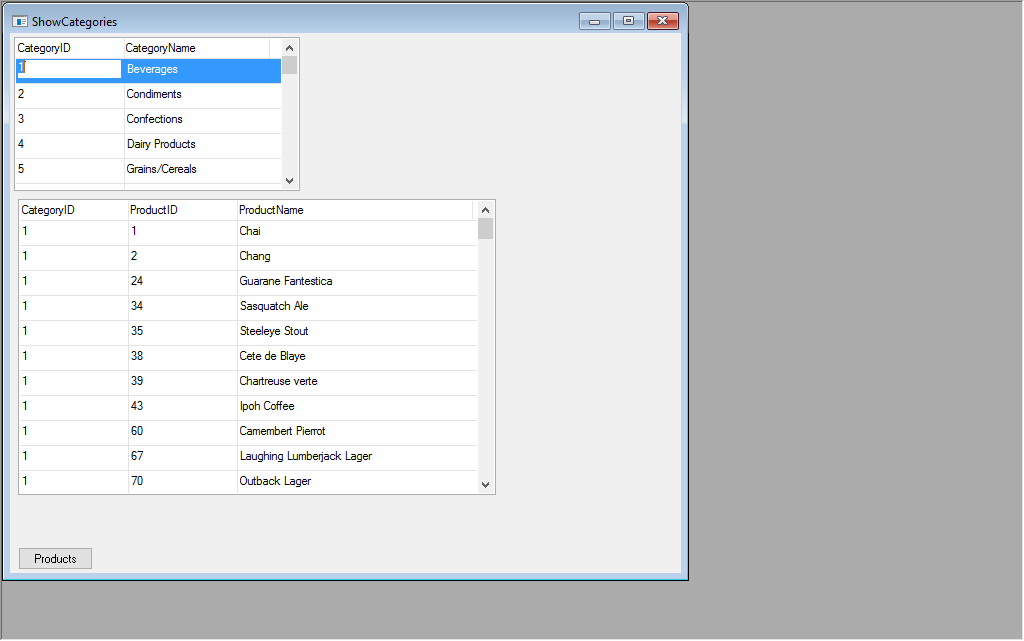 ShowCategories
CategoryID CategoryName
1 Beverages
2 Condiments
3 Confections
4 Dairy Products
5 Grains/Cereals
CategoryID ProductID ProductName
1 1 Chai
1 2 Chang
1 24 Guarane Fantestica
1 34 Sasquatch Ale
1 35 Steeleye Stout
1 38 Cete de Blaye
1 39 Chartreuse verte
1 43 Ipoh Coffee
1 60 Camembert Pierrot
1 67 Laughing Lumberjack Lager
1 70 Outback Lager
Products